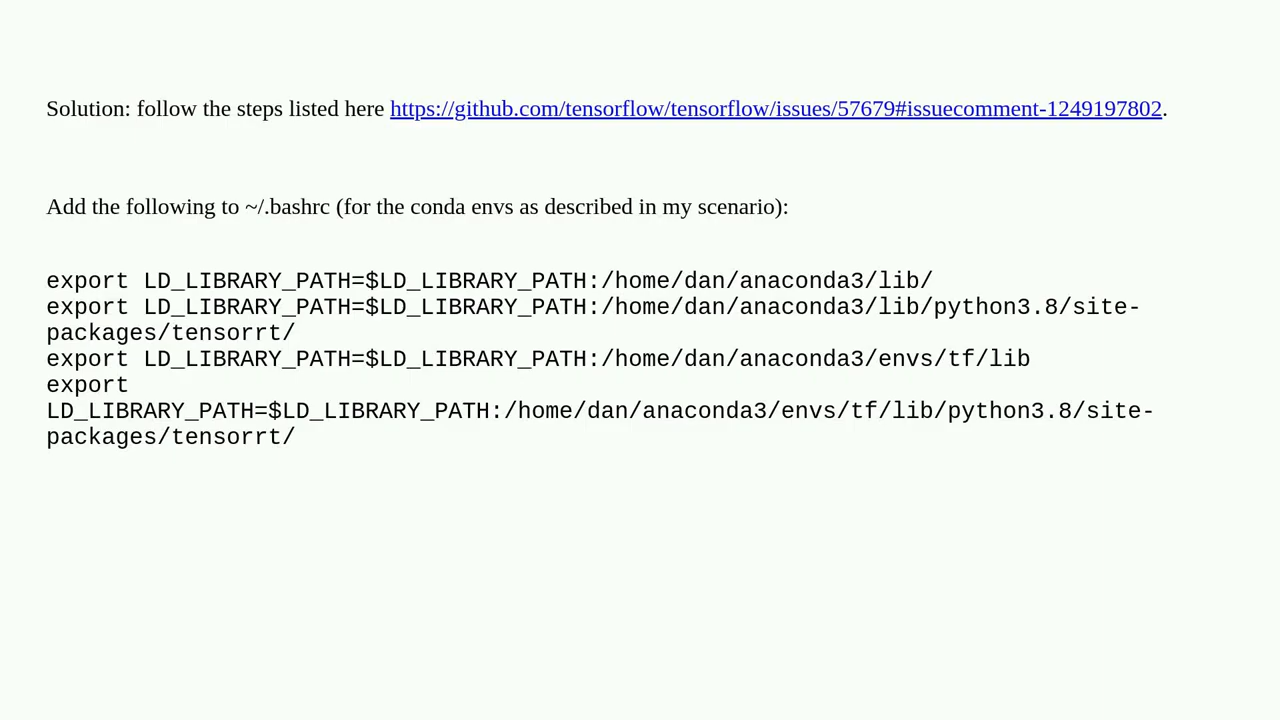 Solution: follow the steps listed here https://github.com/tensorflow/tensorflow/issues/57679#issuecomment-1249197802.
Add the following to ~/.bashrc (for the conda envs as described in my scenario):
export LD_LIBRARY_PATH=$LD_LIBRARY_PATH:/home/dan/anaconda3/lib/
export LD_LIBRARY_PATH=$LD_LIBRARY_PATH:/home/dan/anaconda3/lib/python3.8/site-
packages/tensorrt/
export LD_LIBRARY_PATH=$LD_LIBRARY_PATH:/home/dan/anaconda3/envs/tf/lib
export
LD_LIBRARY_PATH=$LD_LIBRARY_PATH:/home/dan/anaconda3/envs/tf/lib/python3.8/site-
packages/tensorrt/